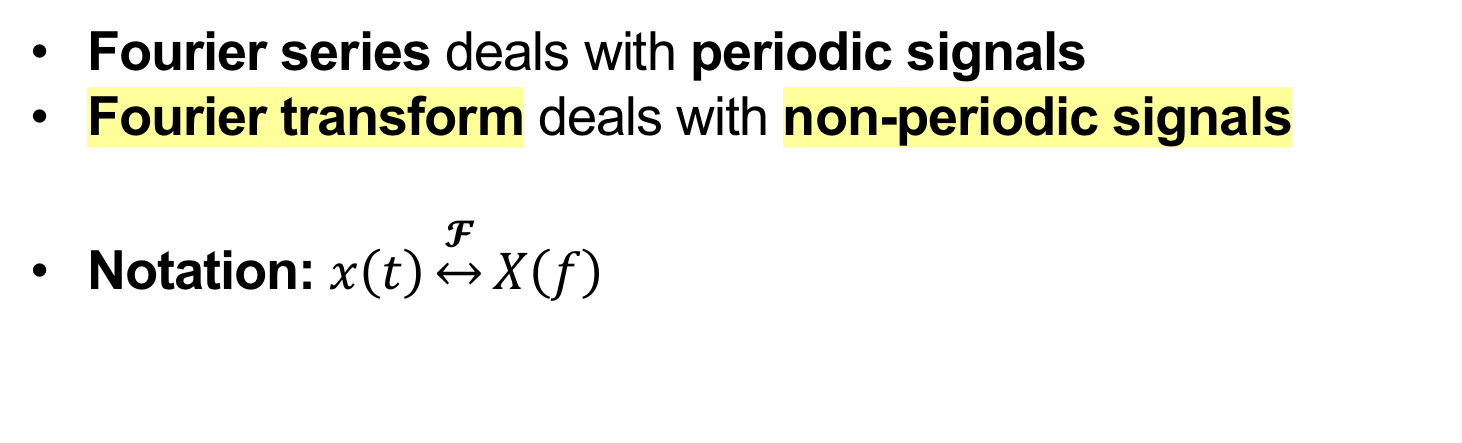 • Fourier series deals with periodic signals
• Fourier transform deals with non-periodic signals
• Notation: x(t) ↔ X(f)
ℱ